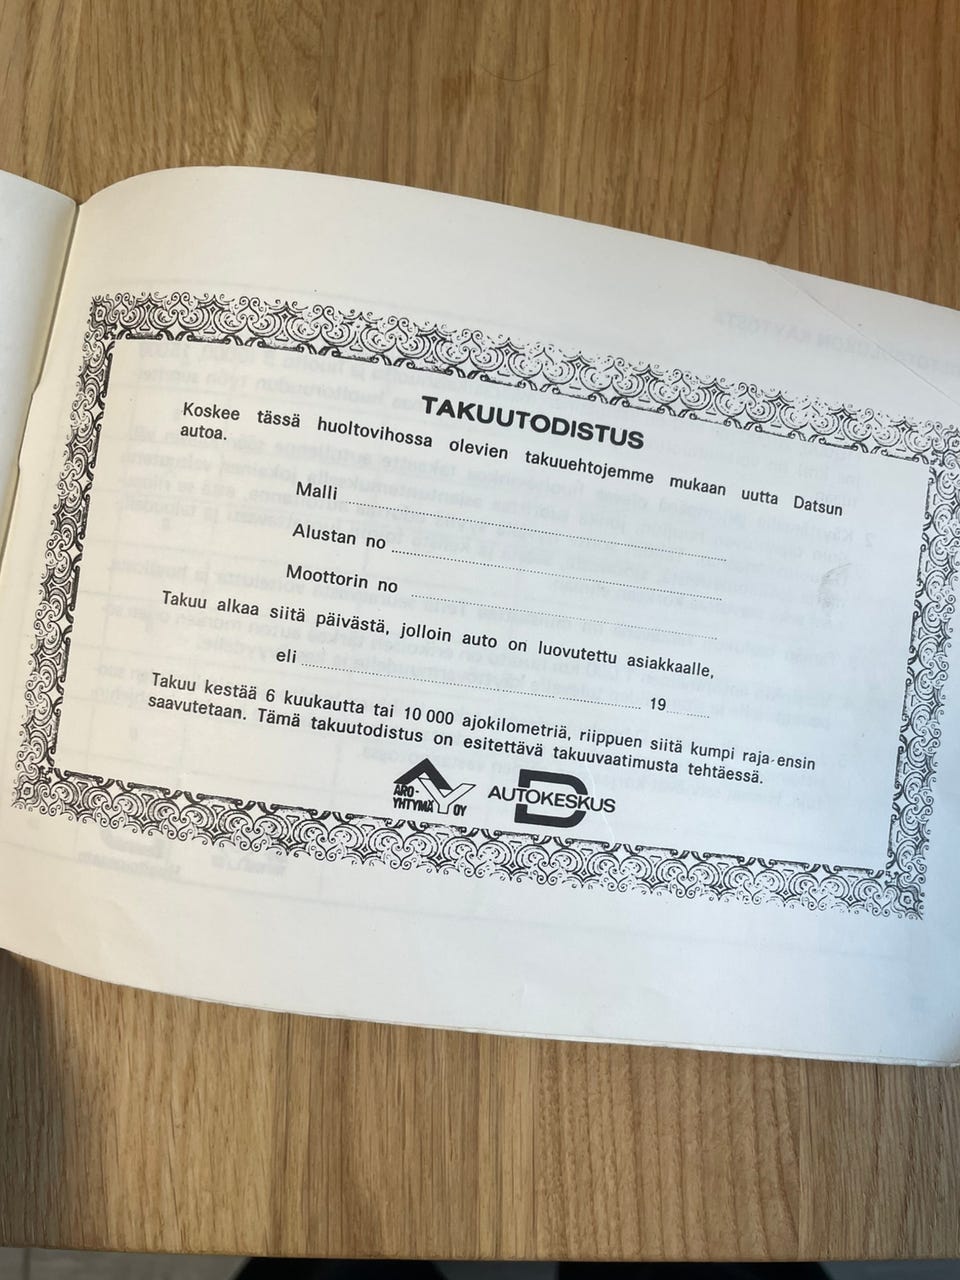 TAKUUTODISTUS
Koskee tässä huoltovihossa olevien takuuehtojemme mukaan uutta Datsun
autoa.
Malli
Alustan no
Moottorin no
Takuu alkaa siitä päivästä, jolloin auto on luovutettu asiakkaalle,
eli 19
Takuu kestää 6 kuukautta tai 10 000 ajokilometriä, riippuen siitä kumpi raja ensin
saavutetaan. Tämä takuutodistus on esitettävä takuuvaatimusta tehtäessä.
ARO-
YHTYMÄ OY
AUTOKESKUS